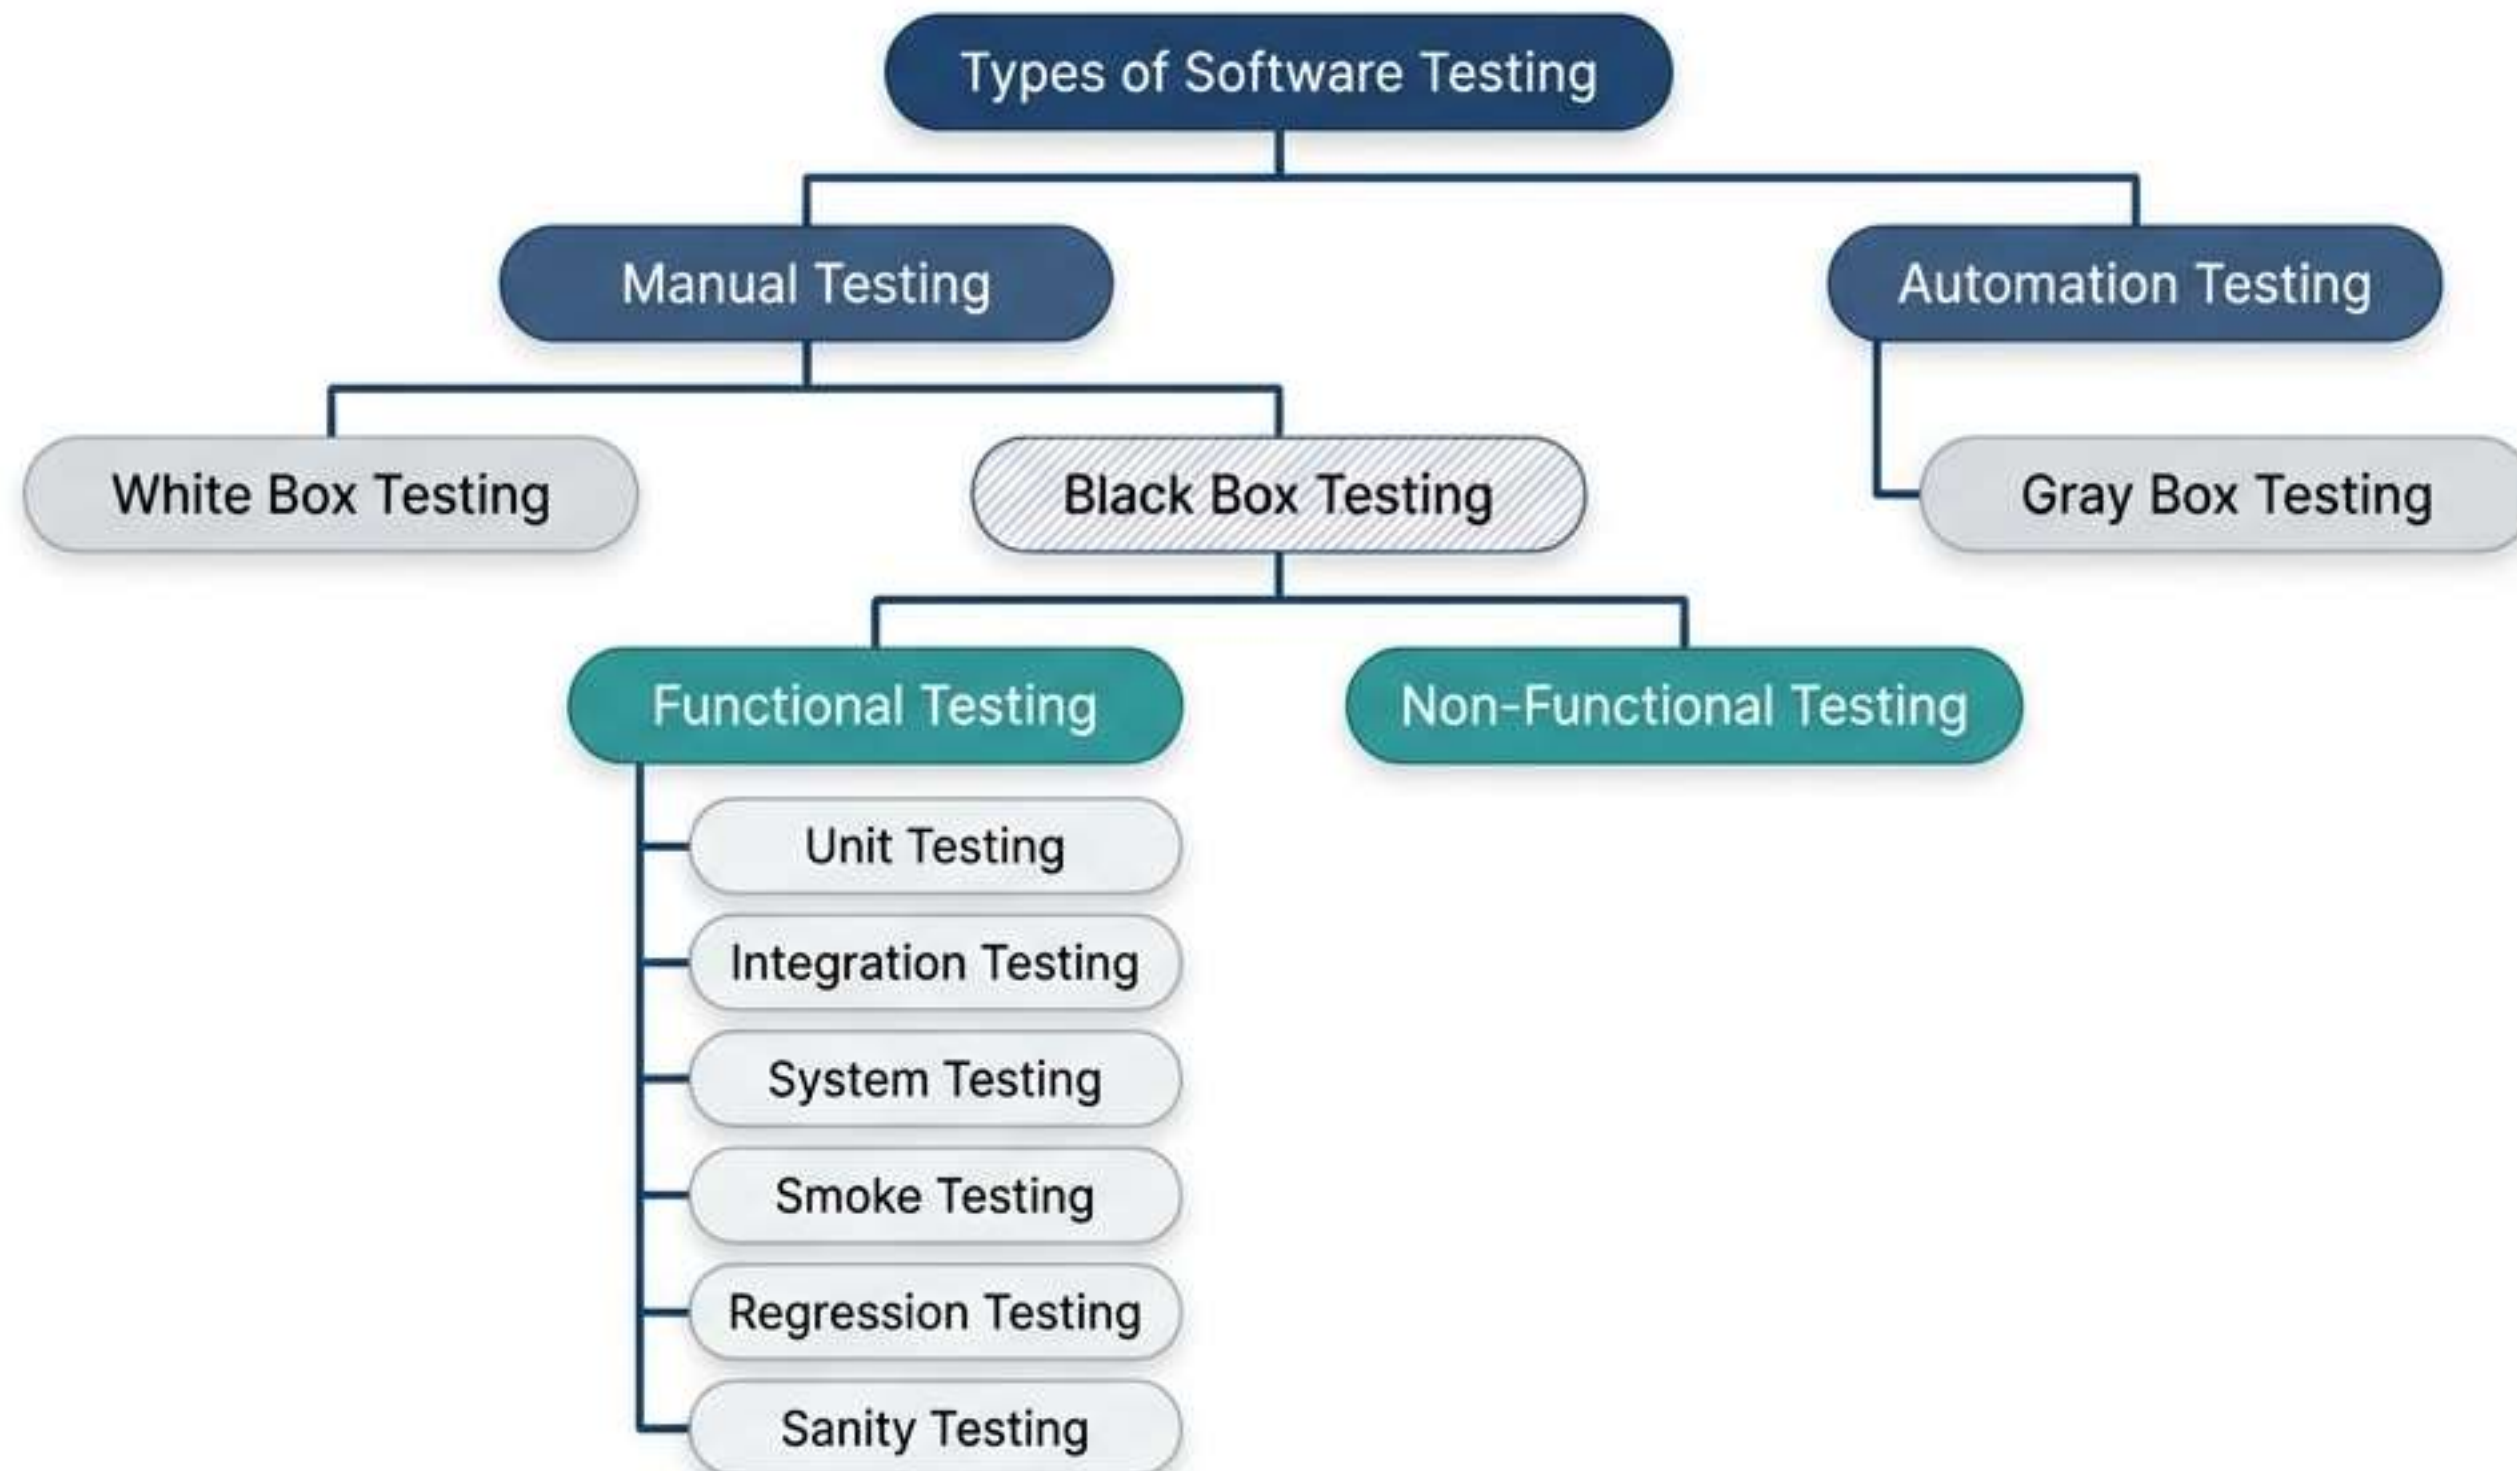 Types of Software Testing
Manual Testing
Automation Testing
White Box Testing
Black Box Testing
Gray Box Testing
Functional Testing
Non-Functional Testing
Unit Testing
Integration Testing
System Testing
Smoke Testing
Regression Testing
Sanity Testing